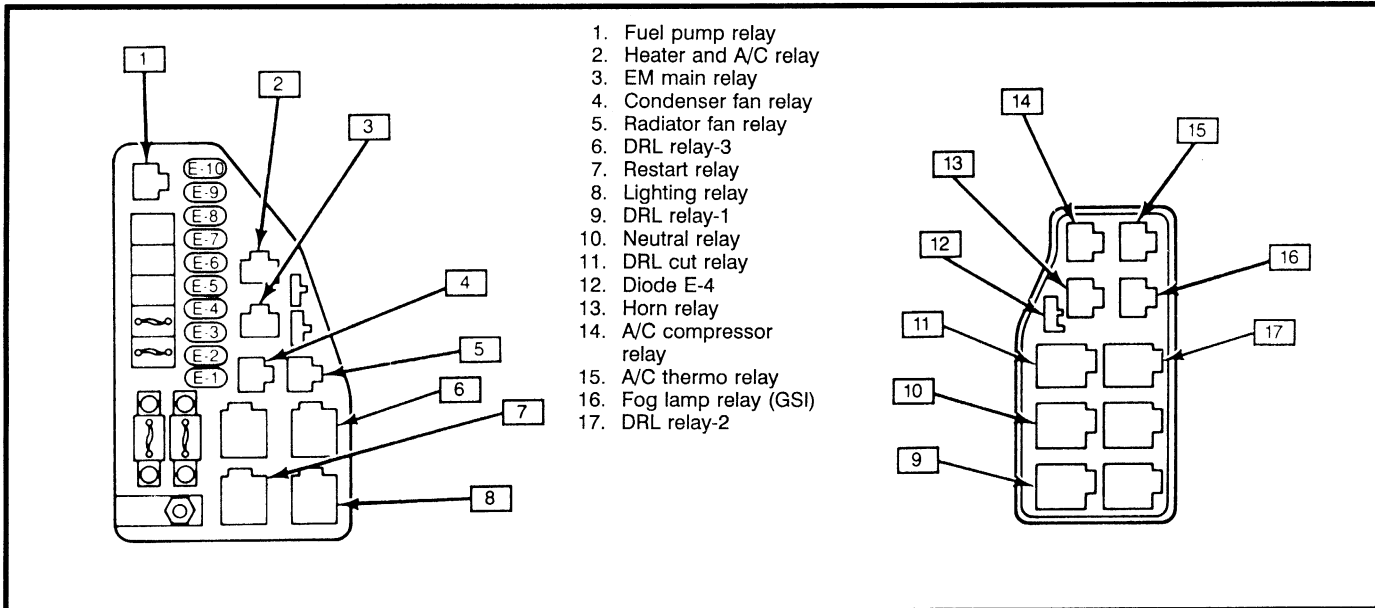 1
2
3
E-10
E-9
E-8
E-7
E-6
E-5
E-4
E-3
E-2
E-1
4
5
6
7
8
1. Fuel pump relay
2. Heater and A/C relay
3. EM main relay
4. Condenser fan relay
5. Radiator fan relay
6. DRL relay-3
7. Restart relay
8. Lighting relay
9. DRL relay-1
10. Neutral relay
11. DRL cut relay
12. Diode E-4
13. Horn relay
14. A/C compressor
relay
15. A/C thermo relay
16. Fog lamp relay (GSI)
17. DRL relay-2
14
15
13
12
16
11
17
10
9